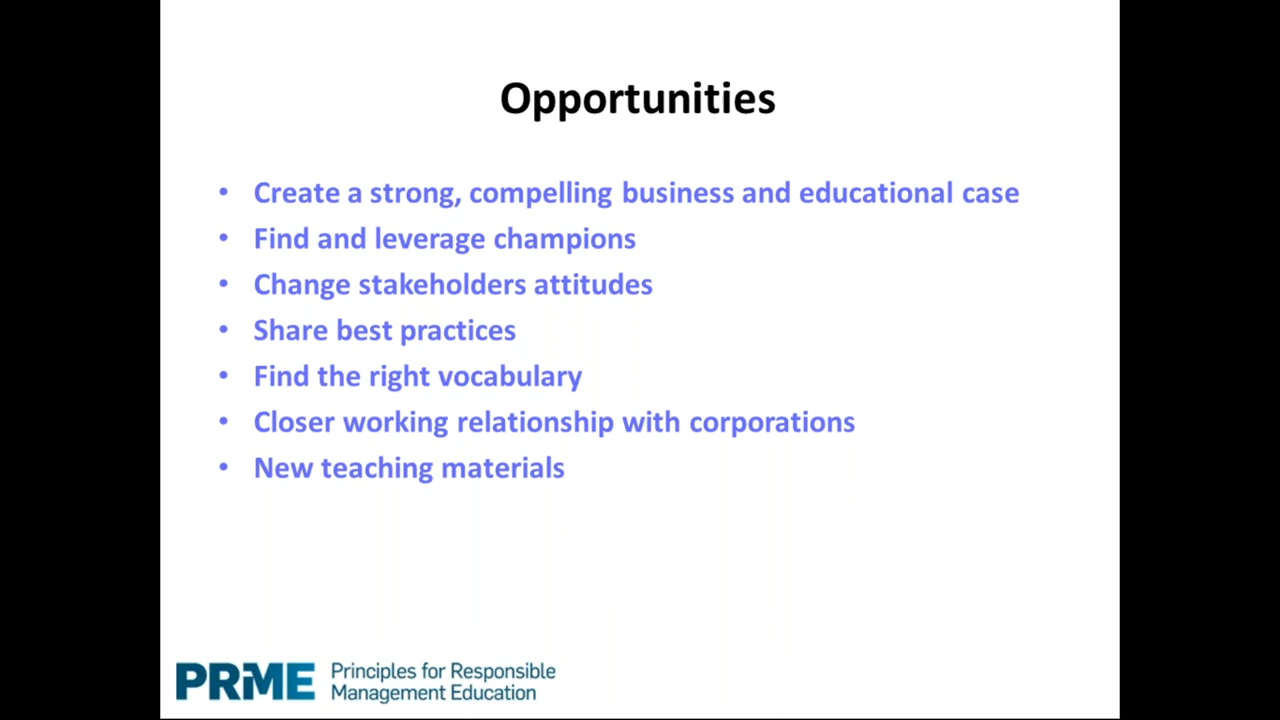 Opportunities
• Create a strong, compelling business and educational case
• Find and leverage champions
• Change stakeholders attitudes
• Share best practices
• Find the right vocabulary
• Closer working relationship with corporations
• New teaching materials
PRME Principles for Responsible
Management Education